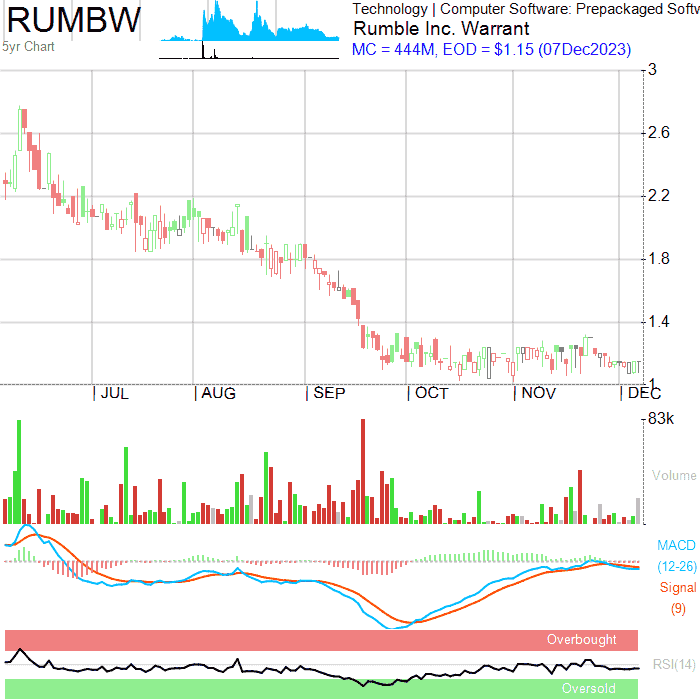 RUMBW
5yr Chart
Technology | Computer Software: Prepackaged Softw
Rumble Inc. Warrant
MC = 444M, EOD = $1.15 (07Dec2023)
3
2.6
2.2
1.8
1.4
1
| JUL | AUG | SEP | OCT | NOV | DEC
83k
Volume
MACD
(12-26)
Signal
(9)
Overbought
RSI(14)
Oversold